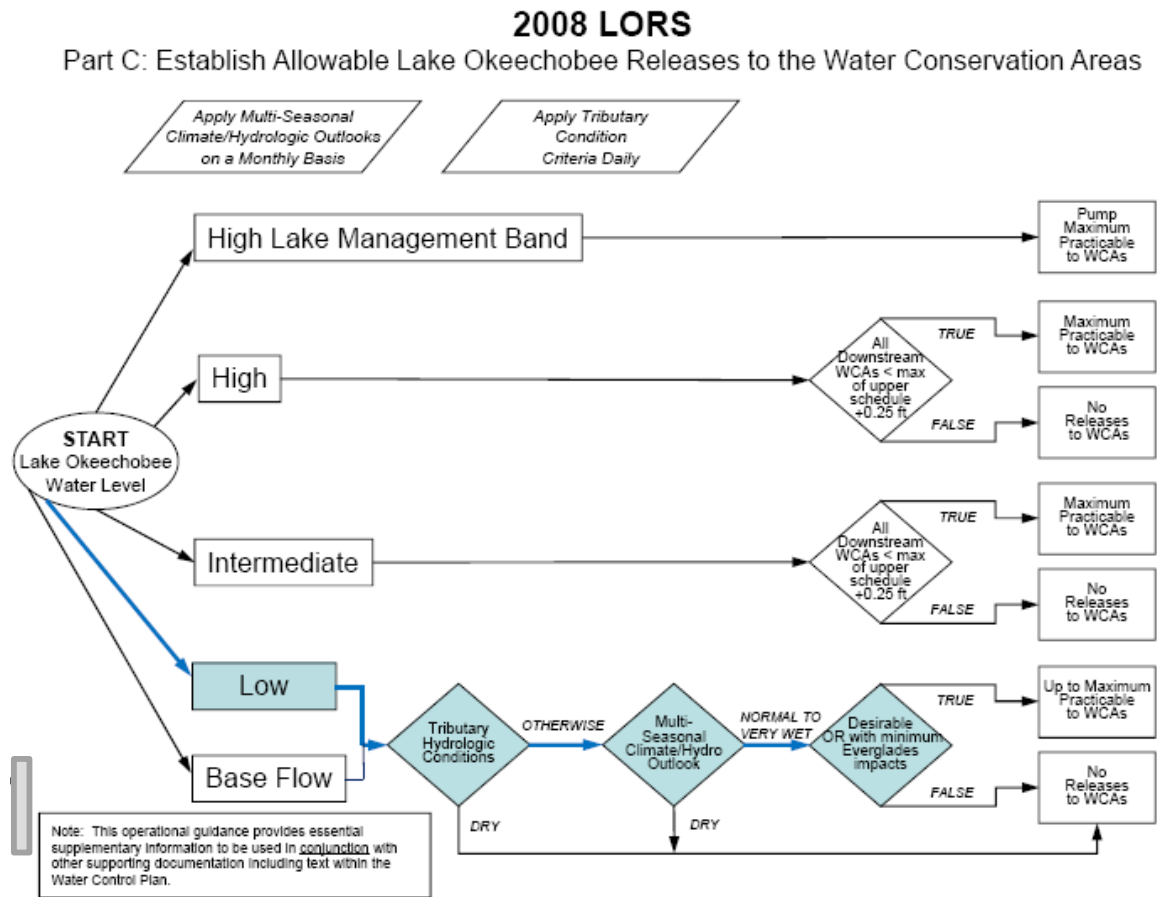 2008 LORS
Part C: Establish Allowable Lake Okeechobee Releases to the Water Conservation Areas
Apply Multi-Seasonal
Climate/Hydrologic Outlooks
on a Monthly Basis
Apply Tributary
Condition
Criteria Daily
High Lake Management Band
Pump
Maximum
Practicable
to WCAs
High
All
Downstream
WCAs < max
of upper
schedule
+0.25 ft
TRUE
Maximum
Practicable
to WCAs
FALSE
No
Releases
to WCAs
START
Lake Okeechobee
Water Level
Intermediate
All
Downstream
WCAs < max
of upper
schedule
+0.25 ft
TRUE
Maximum
Practicable
to WCAs
FALSE
No
Releases
to WCAs
Low
Base Flow
Tributary
Hydrologic
Conditions
OTHERWISE
DRY
Multi-
Seasonal
Climate/Hydro
Outlook
NORMAL TO
VERY WET
DRY
Desirable
OR with minimum
Everglades
impacts
TRUE
Up to Maximum
Practicable
to WCAs
FALSE
No
Releases
to WCAs
Note: This operational guidance provides essential
supplementary information to be used in conjunction with
other supporting documentation including text within the
Water Control Plan.